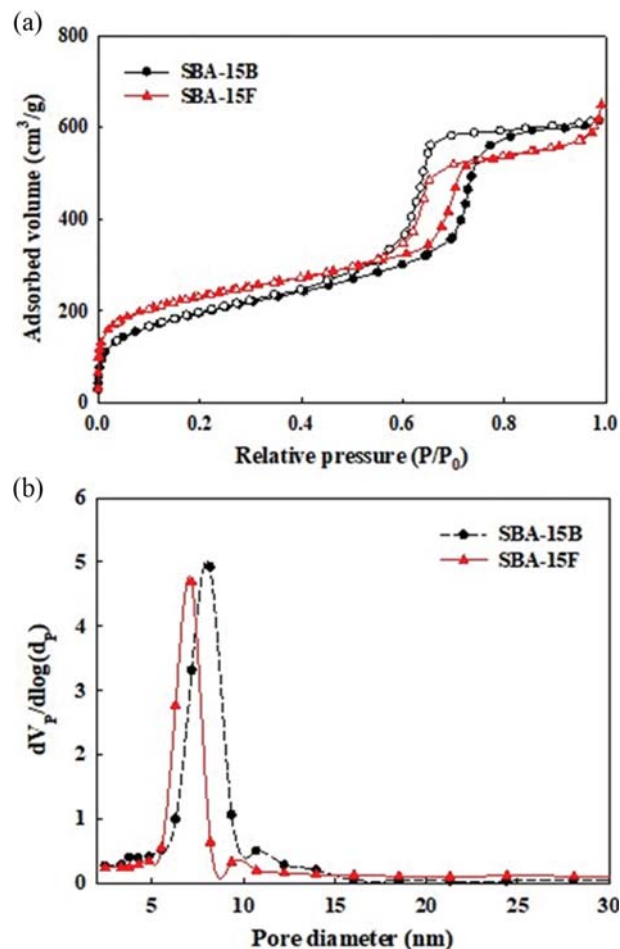 (a)
800
600
400
200
0
Adsorbed volume (cm³/g)
SBA-15B
SBA-15F
0.0 0.2 0.4 0.6 0.8 1.0
Relative pressure (P/P₀)
(b)
6
5
4
3
2
1
0
dVₚ/dlog(dₚ)
SBA-15B
SBA-15F
5 10 15 20 25 30
Pore diameter (nm)